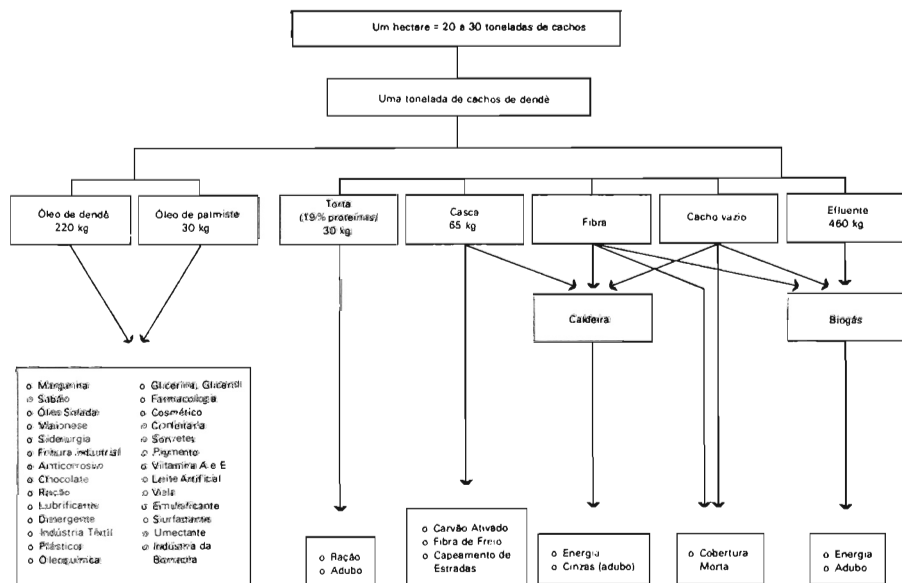 Um hectare = 20 a 30 toneladas de cachos
Uma tonelada de cachos de dendê
Óleo de dendê
220 kg
Óleo de palmiste
30 kg
Torta
(19% proteínas)
30 kg
Casca
65 kg
Fibra
Cacho vazio
Efluente
460 kg
Caldeira
Biogás
o Margarina
o Sabão
o Óleo Salada
o Maionese
o Siderurgia
o Fritura industrial
o Anticorrosivo
o Chocolate
o Ração
o Lubrificante
o Detergente
o Indústria Têxtil
o Plásticos
o Óleoquímica
o Glicerina,
o Farmacologia
o Cosmético
o Confeitaria
o Sorvetes
o Pigmento
o Vitamina A e E
o Leite Artificial
o Vela
o Emulsificante
o Surfactante
o Umectante
o Indústria da
Borracha
o Ração
o Adubo
o Carvão Ativado
o Fibra de Freio
o Capeamento de
Estradas
o Energia
o Cinzas (adubo)
o Cobertura
Morta
o Energia
o Adubo